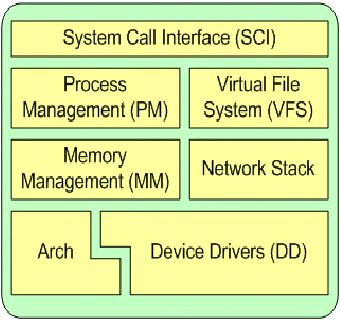 System Call Interface (SCI)
Process
Management (PM)
Virtual File
System (VFS)
Memory
Management (MM)
Network Stack
Arch
Device Drivers (DD)